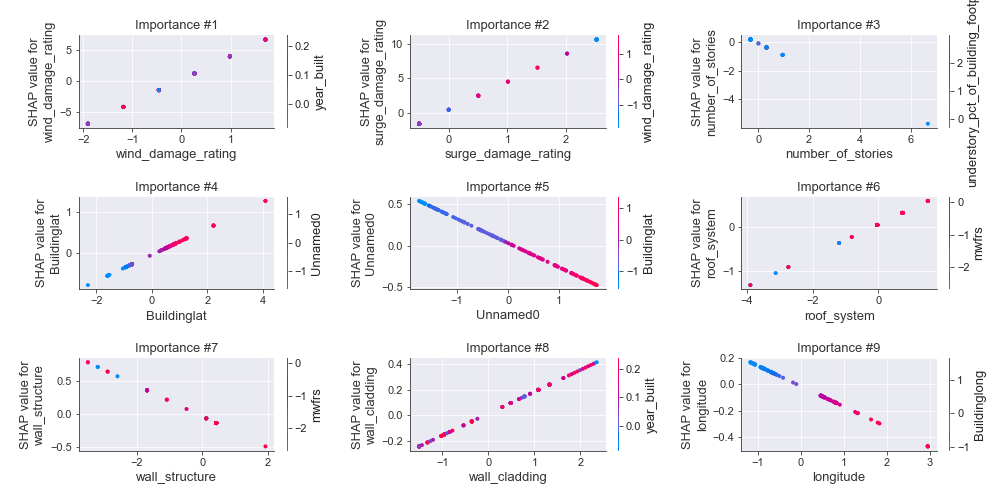 Importance #1
SHAP value for
wind_damage_rating
5
0
−5
−2
−1
0
1
wind_damage_rating
0.2
0.1
0.0
year_built
Importance #2
SHAP value for
surge_damage_rating
10
5
0
0
1
2
surge_damage_rating
1
0
−1
wind_damage_rating
Importance #3
SHAP value for
number_of_stories
0
−2
−4
0
2
4
6
number_of_stories
2
1
0
Importance #4
SHAP value for
Buildinglat
1
0
−2
0
2
4
Buildinglat
1
0
−1
Unnamed0
Importance #5
SHAP value for
Unnamed0
0.5
0.0
−0.5
−1
0
1
Unnamed0
1
0
−1
Buildinglat
Importance #6
SHAP value for
roof_system
0
−1
−4
−2
0
roof_system
0
−1
−2
mwfrs
Importance #7
SHAP value for
wall_structure
0.5
0.0
−0.5
−2
0
2
wall_structure
0
−1
−2
mwfrs
Importance #8
SHAP value for
wall_cladding
0.4
0.2
0.0
−0.2
−1
0
1
2
wall_cladding
0.2
0.1
0.0
year_built
Importance #9
SHAP value for
longitude
0.2
0.0
−0.2
−0.4
−1
0
1
2
3
longitude
1
0
−1
Buildinglong